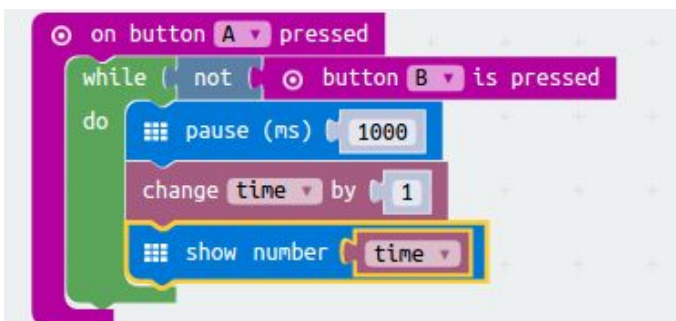 on button A pressed
while not button B is pressed
do pause (ms) 1000
change time by 1
show number time